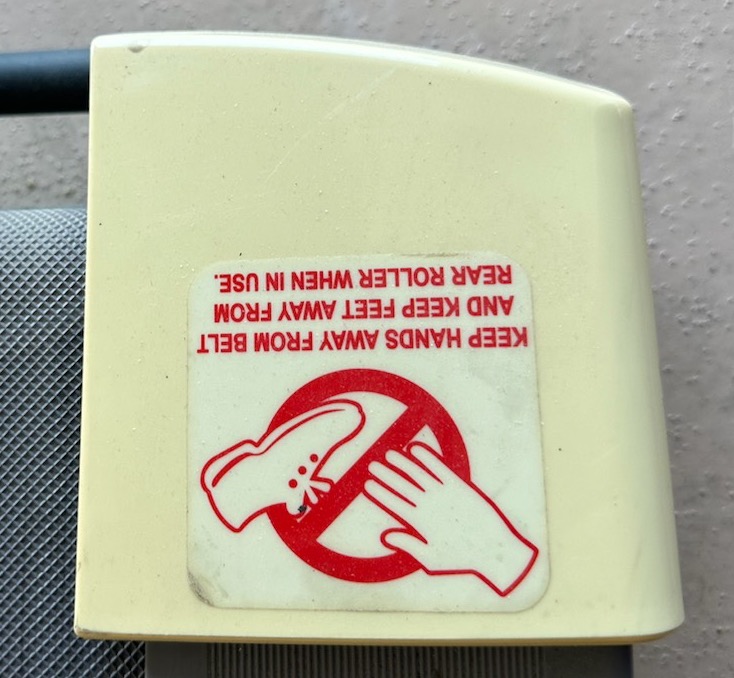 KEEP HANDS AWAY FROM BELT
AND KEEP FEET AWAY FROM
REAR ROLLER WHEN IN USE.